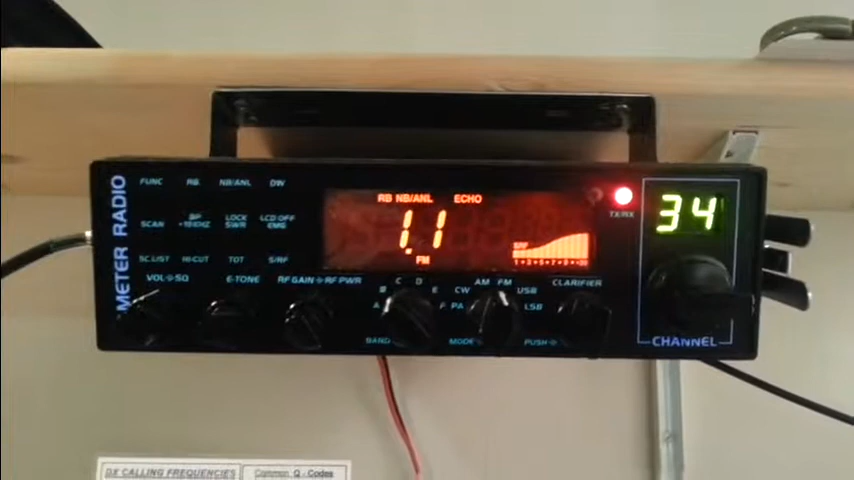 10 METER RADIO
FUNC RB NB/ANL DW
SCAN BP LOCK LCD OFF
+10KHZ SWR EMG
SC.LIST HI-CUT TOT S/RF
VOL SQ E-TONE RF GAIN RF PWR
RB NB/ANL ECHO
1.1
FM
S/RF
TX/RX
34
A B C D E F
BAND
PA CW AM FM USB LSB
MODE
CLARIFIER
PUSH
CHANNEL
DX CALLING FREQUENCIES
Common Q - Codes